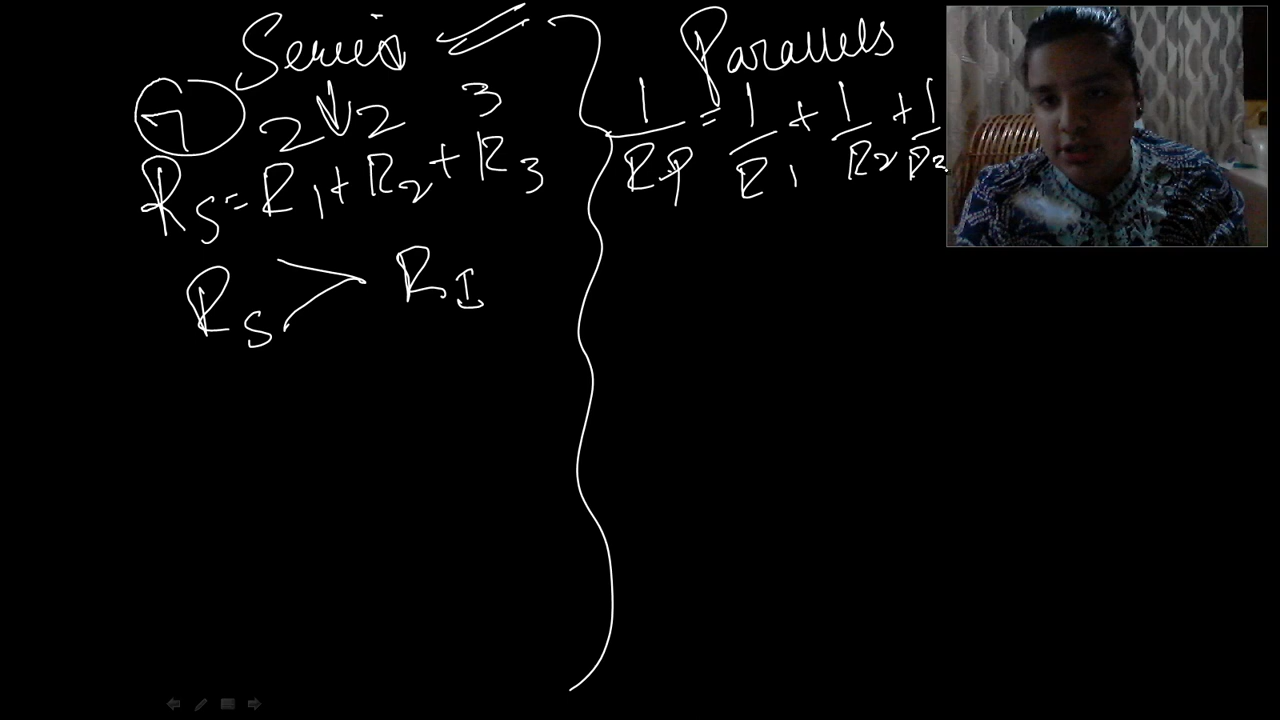 Series
7 2 2 3
Rs = R1 + R2 + R3
Rs > RI
Parallels
1/RP = 1/R1 + 1/R2 + 1/R3